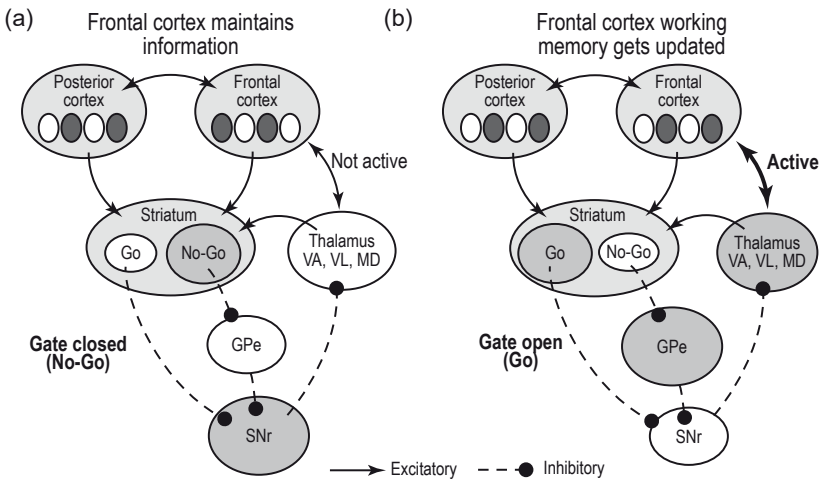 (a)
Frontal cortex maintains
information
Posterior
cortex
Frontal
cortex
Not active
Striatum
Go
No-Go
Thalamus
VA, VL, MD
Gate closed
(No-Go)
GPe
SNr
(b)
Frontal cortex working
memory gets updated
Posterior
cortex
Frontal
cortex
Active
Striatum
Go
No-Go
Thalamus
VA, VL, MD
Gate open
(Go)
GPe
SNr
Excitatory
Inhibitory